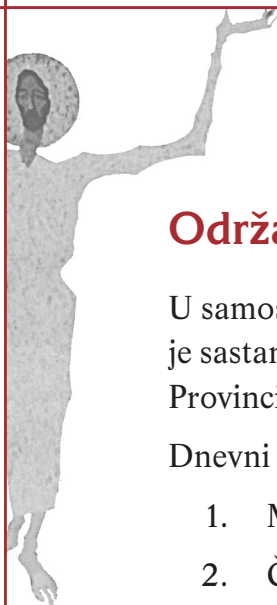 Održa
U samos
je sastan
Provinci
Dnevni
1.
2. Č